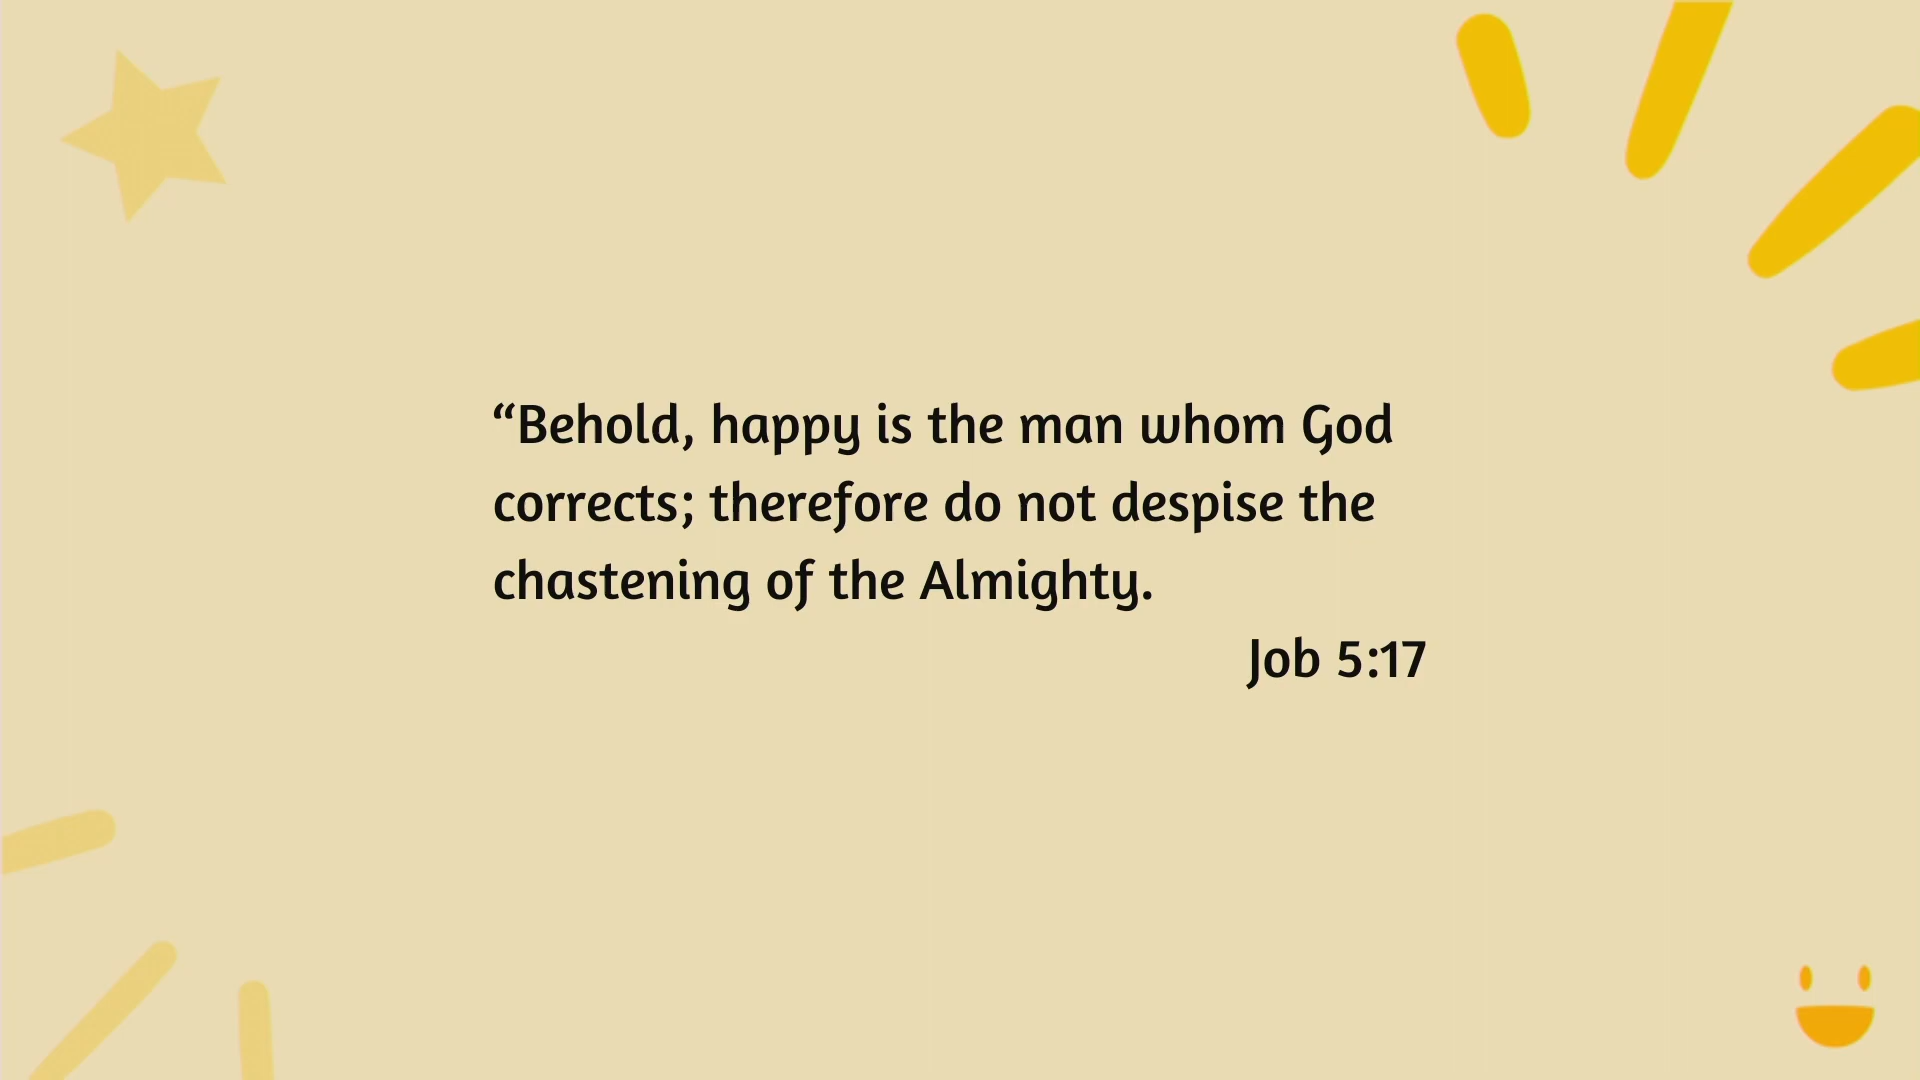 “Behold, happy is the man whom God
corrects; therefore do not despise the
chastening of the Almighty.
Job 5:17